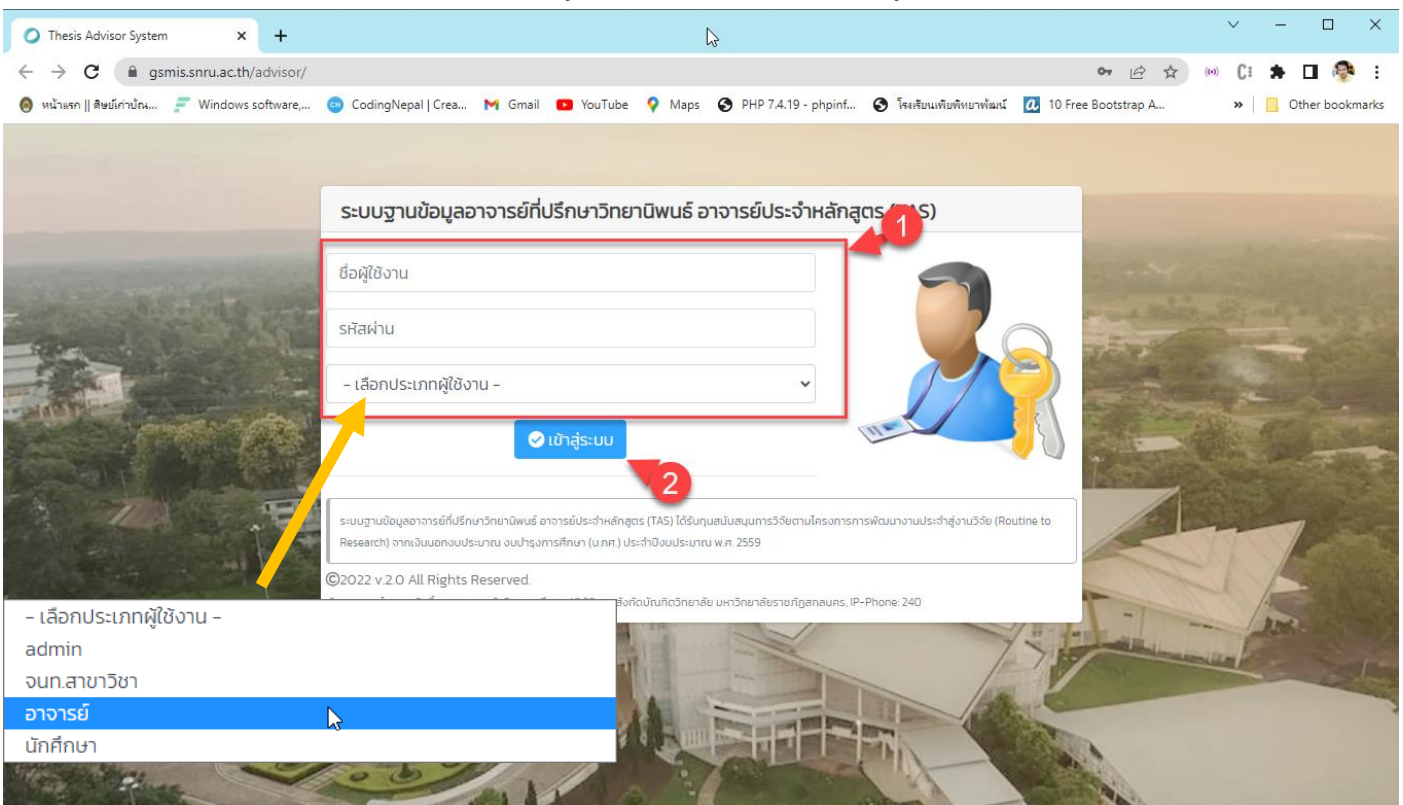 Thesis Advisor System
gsmis.snru.ac.th/advisor/
หน้าแรก || ศิษย์เก่าบัณ...
Windows software,...
CodingNepal | Crea...
Gmail
YouTube
Maps
PHP 7.4.19 - phpinf...
โรงเรียนพิบพิทยาพัฒน์
10 Free Bootstrap A...
»
Other bookmarks
ระบบฐานข้อมูลอาจารย์ที่ปรึกษาวิทยานิพนธ์ อาจารย์ประจำหลักสูตร
1
ชื่อผู้ใช้งาน
รหัสผ่าน
- เลือกประเภทผู้ใช้งาน -
เข้าสู่ระบบ
2
ระบบฐานข้อมูลอาจารย์ที่ปรึกษาวิทยานิพนธ์ อาจารย์ประจำหลักสูตร (TAS) ได้รับทุนสนับสนุนการวิจัยตามโครงการการพัฒนางานประจำสู่งานวิจัย (Routine to
Research) จากเงินนอกงบประมาณ งบบำรุงการศึกษา (บ.กศ.) ประจำปีงบประมาณ พ.ศ. 2559
©2022 v.2.0 All Rights Reserved.
สังกัดบัณฑิตวิทยาลัย มหาวิทยาลัยราชภัฏสกลนคร, IP-Phone: 240
- เลือกประเภทผู้ใช้งาน -
admin
จนท.สาขาวิชา
อาจารย์
นักศึกษา